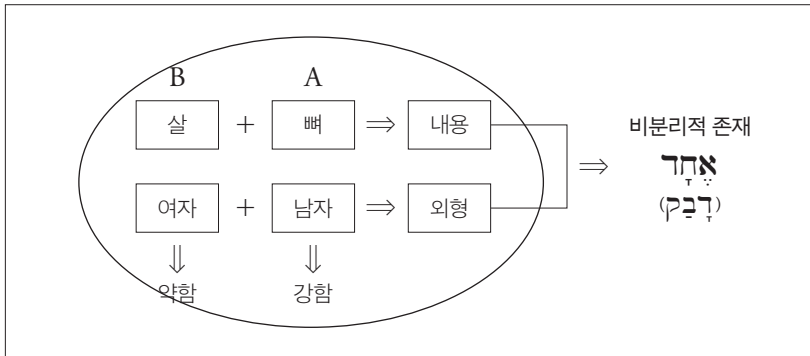 B A
살 + 뼈 ⇒ 내용
비분리적 존재
⇒
אֶחָד
여자 + 남자 ⇒ 외형
(דָבַק)
⇓ ⇓
약함 강함